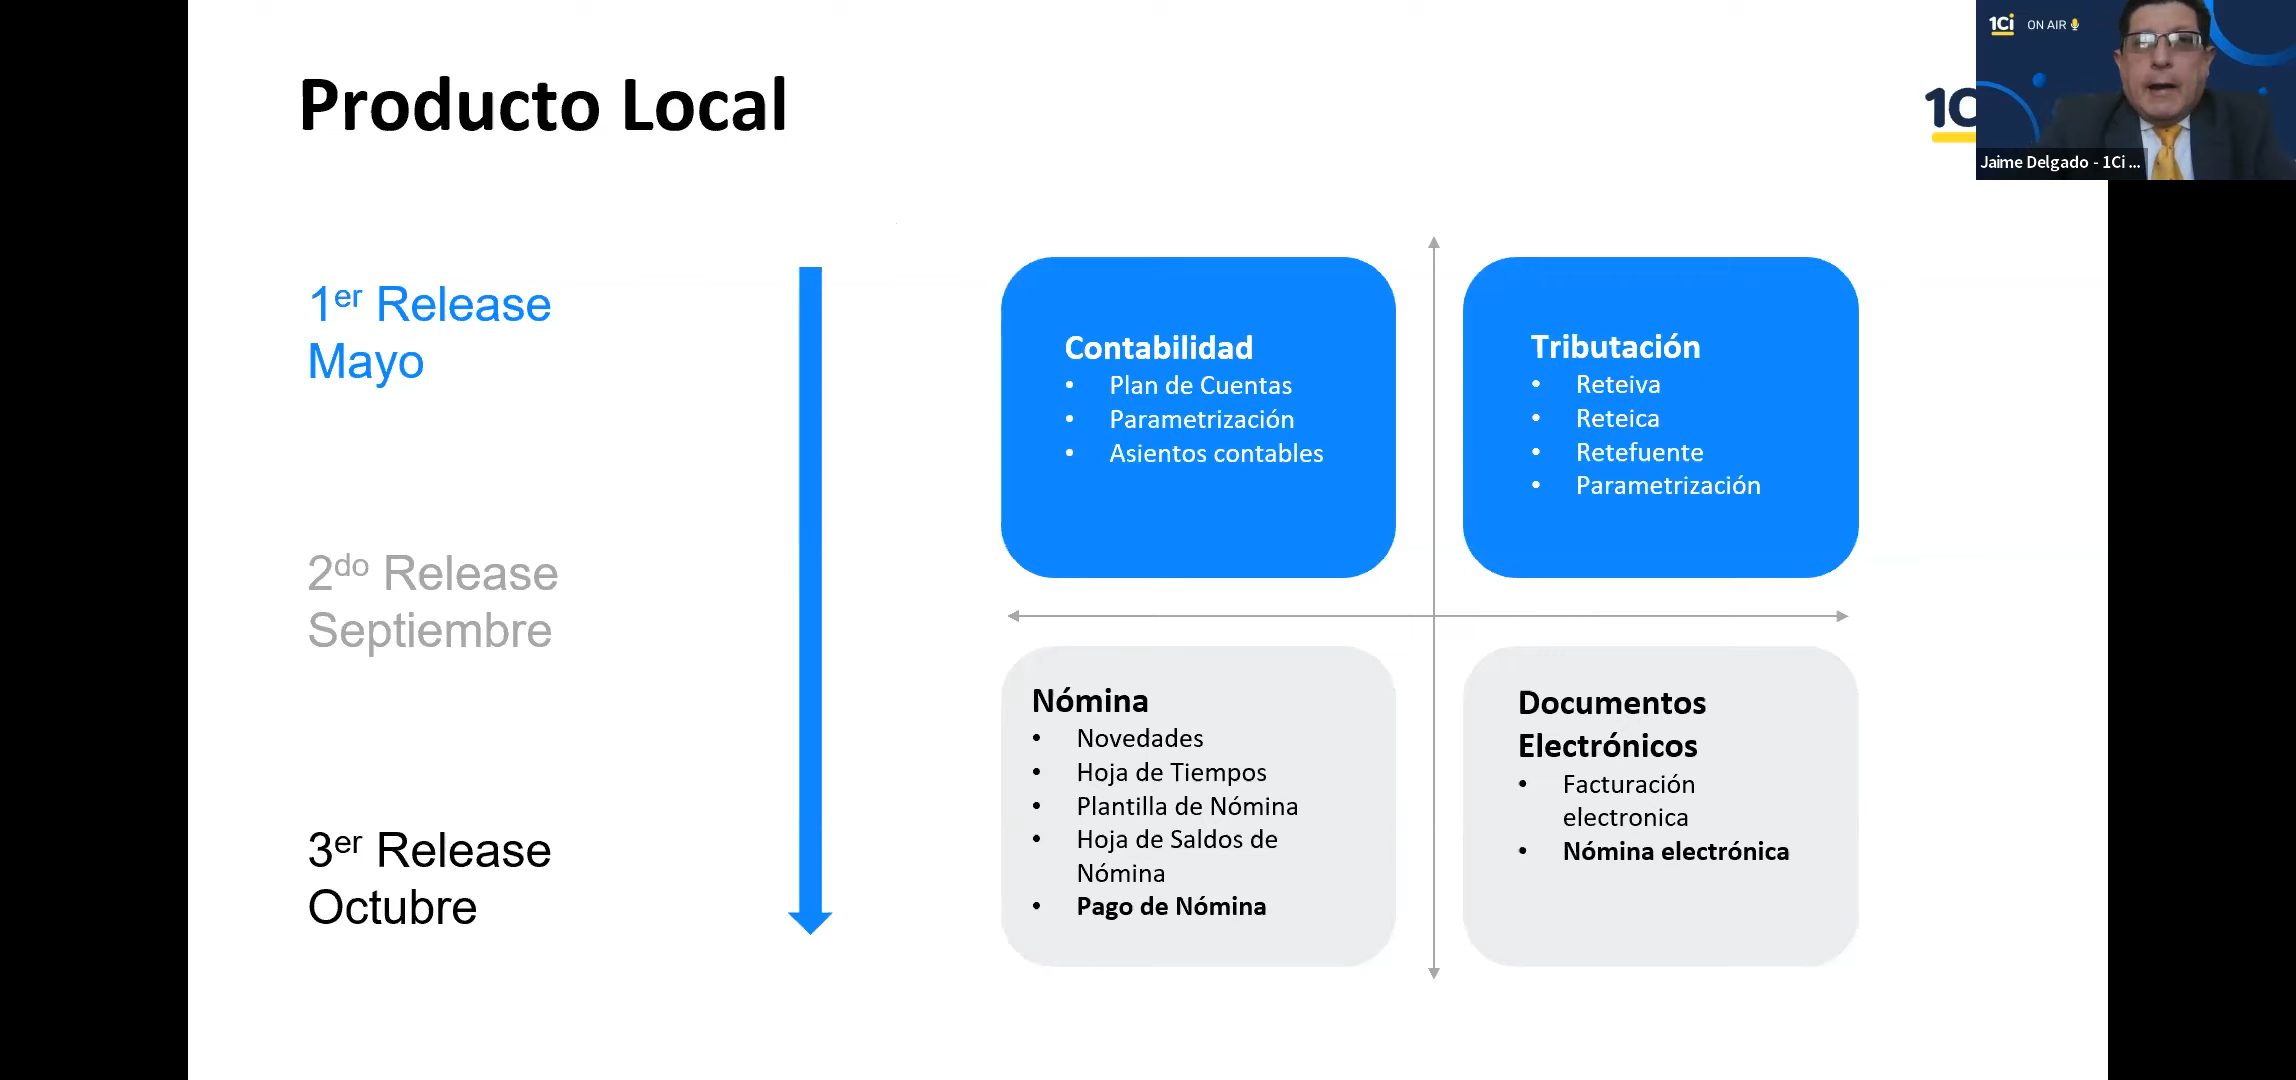 Producto Local
1Ci ON AIR
1C
Jaime Delgado - 1Ci ...
1er Release
Mayo
2do Release
Septiembre
3er Release
Octubre
Contabilidad
• Plan de Cuentas
• Parametrización
• Asientos contables
Tributación
• Reteiva
• Reteica
• Retefuente
• Parametrización
Nómina
• Novedades
• Hoja de Tiempos
• Plantilla de Nómina
• Hoja de Saldos de
Nómina
• Pago de Nómina
Documentos
Electrónicos
• Facturación
electronica
• Nómina electrónica